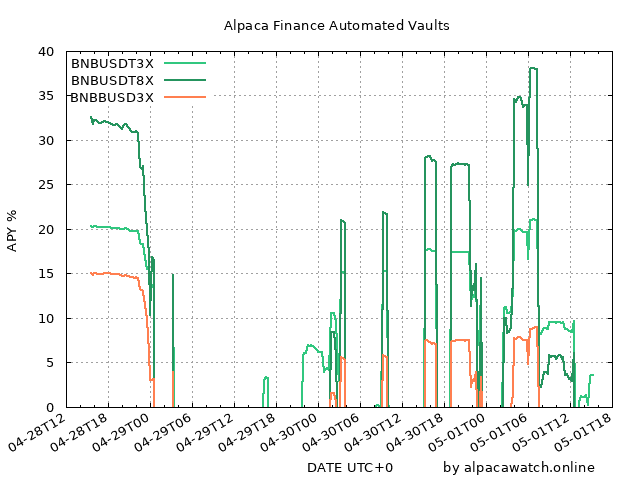 Alpaca Finance Automated Vaults
BNBUSDT3X
BNBUSDT8X
BNBBUSD3X
40
35
30
25
20
15
10
5
0
APY %
04-28T12
04-28T18
04-29T00
04-29T06
04-29T12
04-29T18
04-30T00
04-30T06
04-30T12
04-30T18
05-01T00
05-01T06
05-01T12
05-01T18
DATE UTC+0
by alpacawatch.online